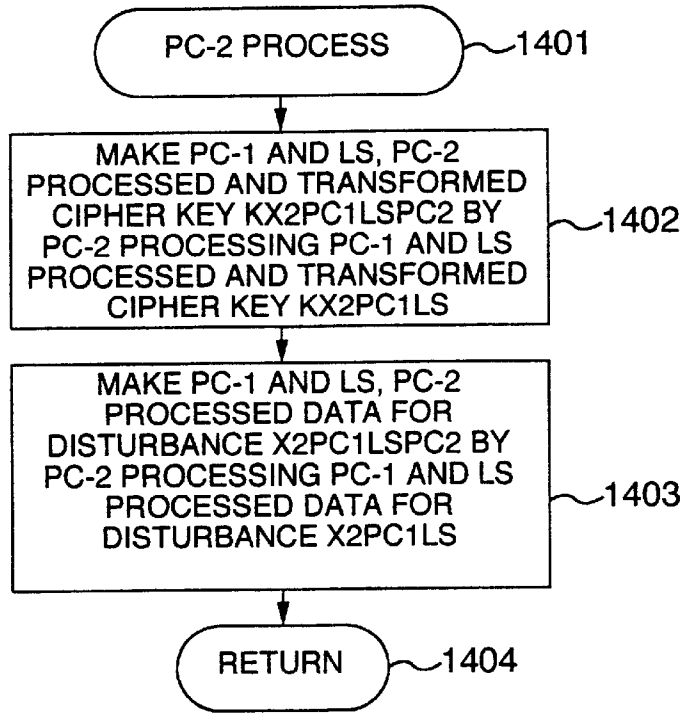 PC-2 PROCESS
1401
MAKE PC-1 AND LS, PC-2
PROCESSED AND TRANSFORMED
CIPHER KEY KX2PC1LSPC2 BY
PC-2 PROCESSING PC-1 AND LS
PROCESSED AND TRANSFORMED
CIPHER KEY KX2PC1LS
1402
MAKE PC-1 AND LS, PC-2
PROCESSED DATA FOR
DISTURBANCE X2PC1LSPC2 BY
PC-2 PROCESSING PC-1 AND LS
PROCESSED DATA FOR
DISTURBANCE X2PC1LS
1403
RETURN
1404